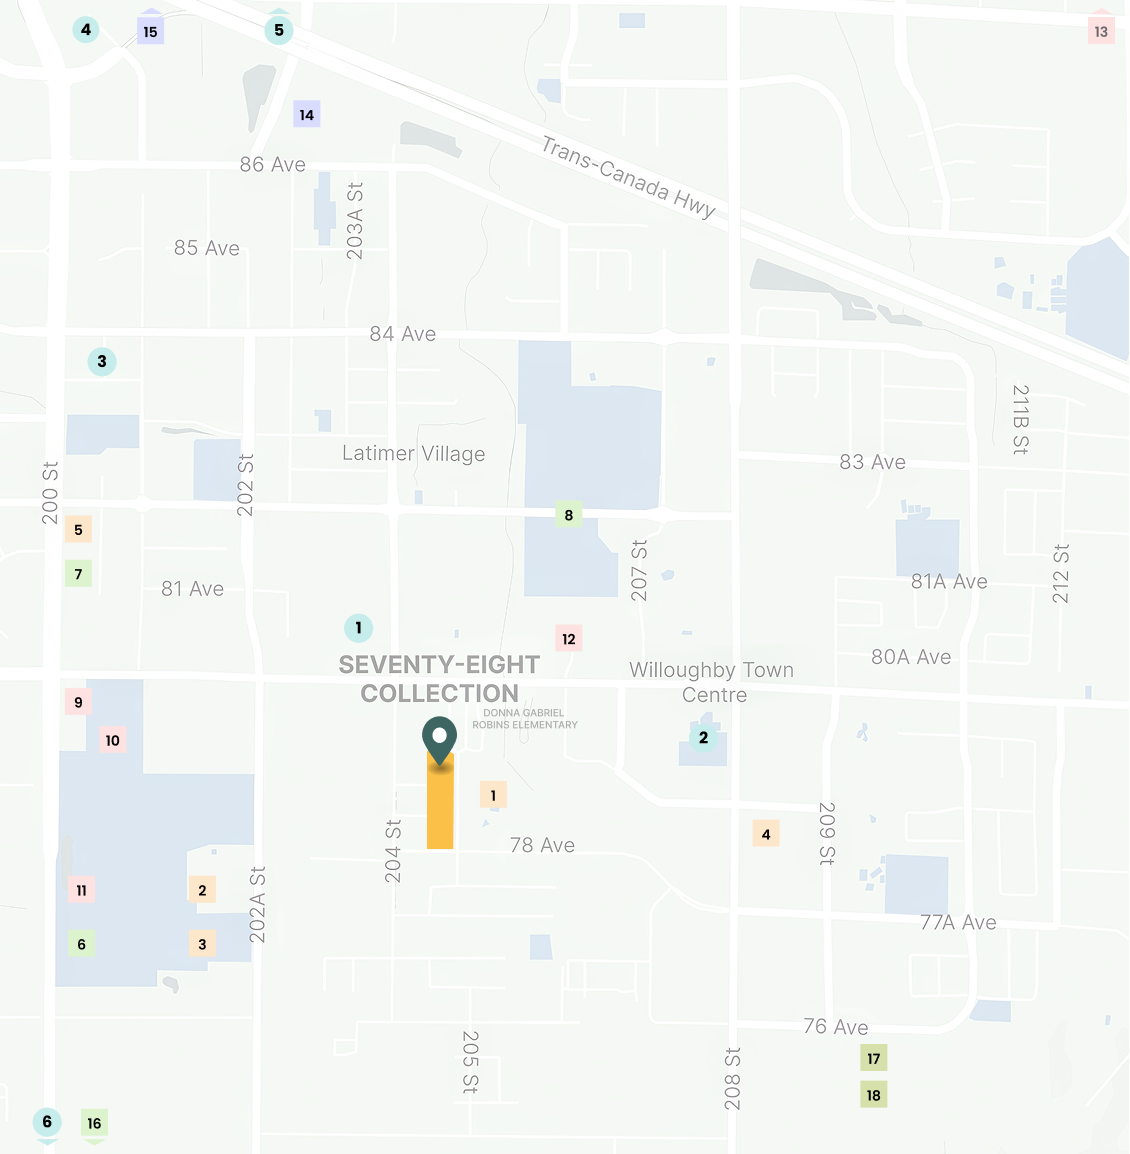 4
15
5
13
14
Trans-Canada Hwy
86 Ave
203A St
85 Ave
84 Ave
3
211B St
Latimer Village
83 Ave
200 St
202 St
8
5
207 St
212 St
7
81 Ave
81A Ave
1
12
80A Ave
SEVENTY-EIGHT
COLLECTION
Willoughby Town
Centre
9
DONNA GABRIEL
ROBINS ELEMENTARY
10
2
1
209 St
4
204 St
78 Ave
11
2
202A St
77A Ave
6
3
76 Ave
205 St
17
208 St
18
6
16